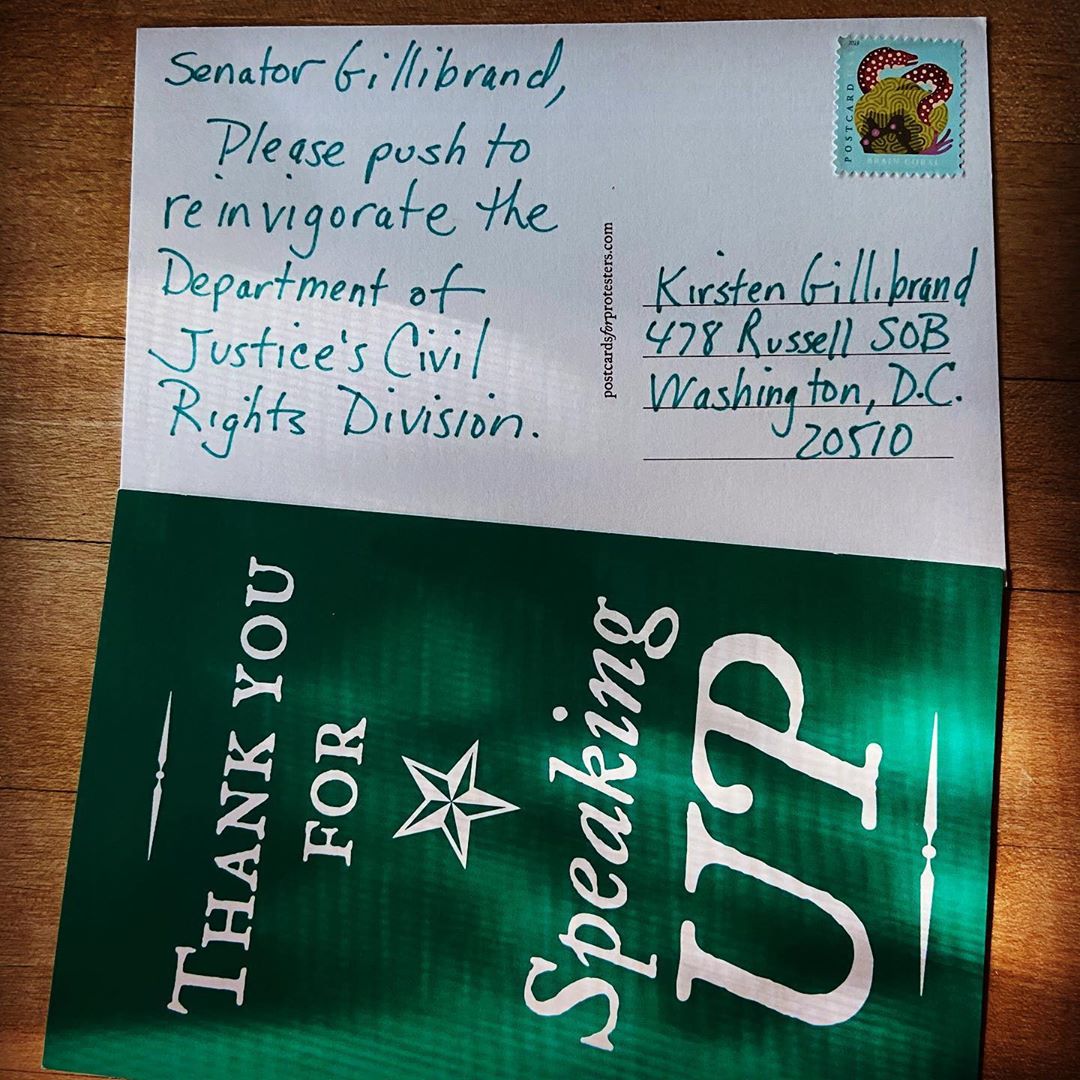 Senator Gillibrand,
Please push to
reinvigorate the
Department of
Justice's Civil
Rights Division.
postcardsforprotesters.com
2019
POSTCARD
BRAIN CORAL
Kirsten Gillibrand
478 Russell SOB
Washington, D.C.
20510
THANK YOU
FOR
Speaking
UP